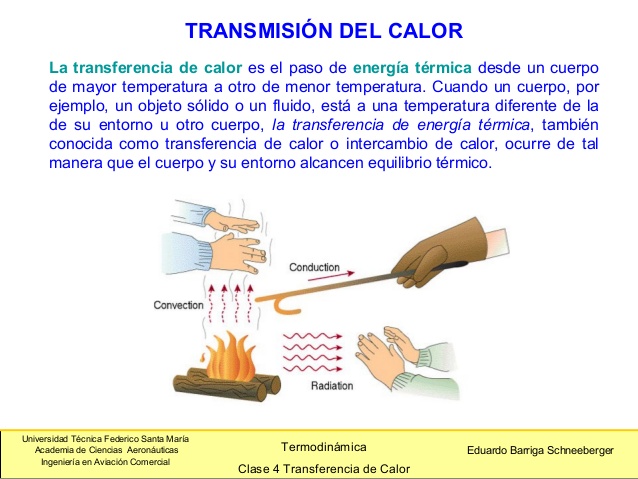 TRANSMISIÓN DEL CALOR
La transferencia de calor es el paso de energía térmica desde un cuerpo
de mayor temperatura a otro de menor temperatura. Cuando un cuerpo, por
ejemplo, un objeto sólido o un fluido, está a una temperatura diferente de la
de su entorno u otro cuerpo, la transferencia de energía térmica, también
conocida como transferencia de calor o intercambio de calor, ocurre de tal
manera que el cuerpo y su entorno alcancen equilibrio térmico.
Conduction
Convection
Radiation
Universidad Técnica Federico Santa María
Academia de Ciencias Aeronáuticas
Ingeniería en Aviación Comercial
Termodinámica
Clase 4 Transferencia de Calor
Eduardo Barriga Schneeberger